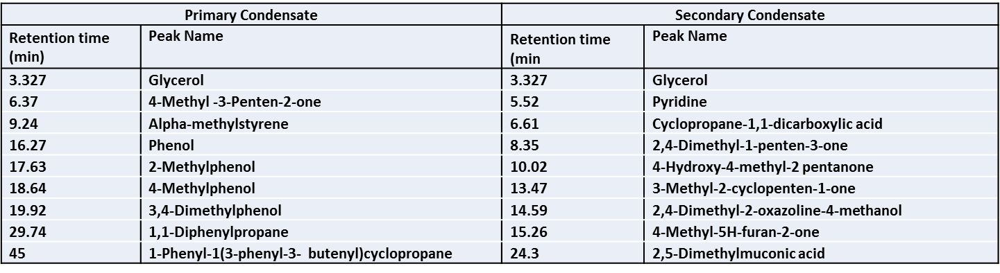 Primary Condensate Secondary Condensate
Retention time (min) Peak Name Retention time (min Peak Name
3.327 Glycerol 3.327 Glycerol
6.37 4-Methyl -3-Penten-2-one 5.52 Pyridine
9.24 Alpha-methylstyrene 6.61 Cyclopropane-1,1-dicarboxylic acid
16.27 Phenol 8.35 2,4-Dimethyl-1-penten-3-one
17.63 2-Methylphenol 10.02 4-Hydroxy-4-methyl-2 pentanone
18.64 4-Methylphenol 13.47 3-Methyl-2-cyclopenten-1-one
19.92 3,4-Dimethylphenol 14.59 2,4-Dimethyl-2-oxazoline-4-methanol
29.74 1,1-Diphenylpropane 15.26 4-Methyl-5H-furan-2-one
45 1-Phenyl-1(3-phenyl-3- butenyl)cyclopropane 24.3 2,5-Dimethylmuconic acid